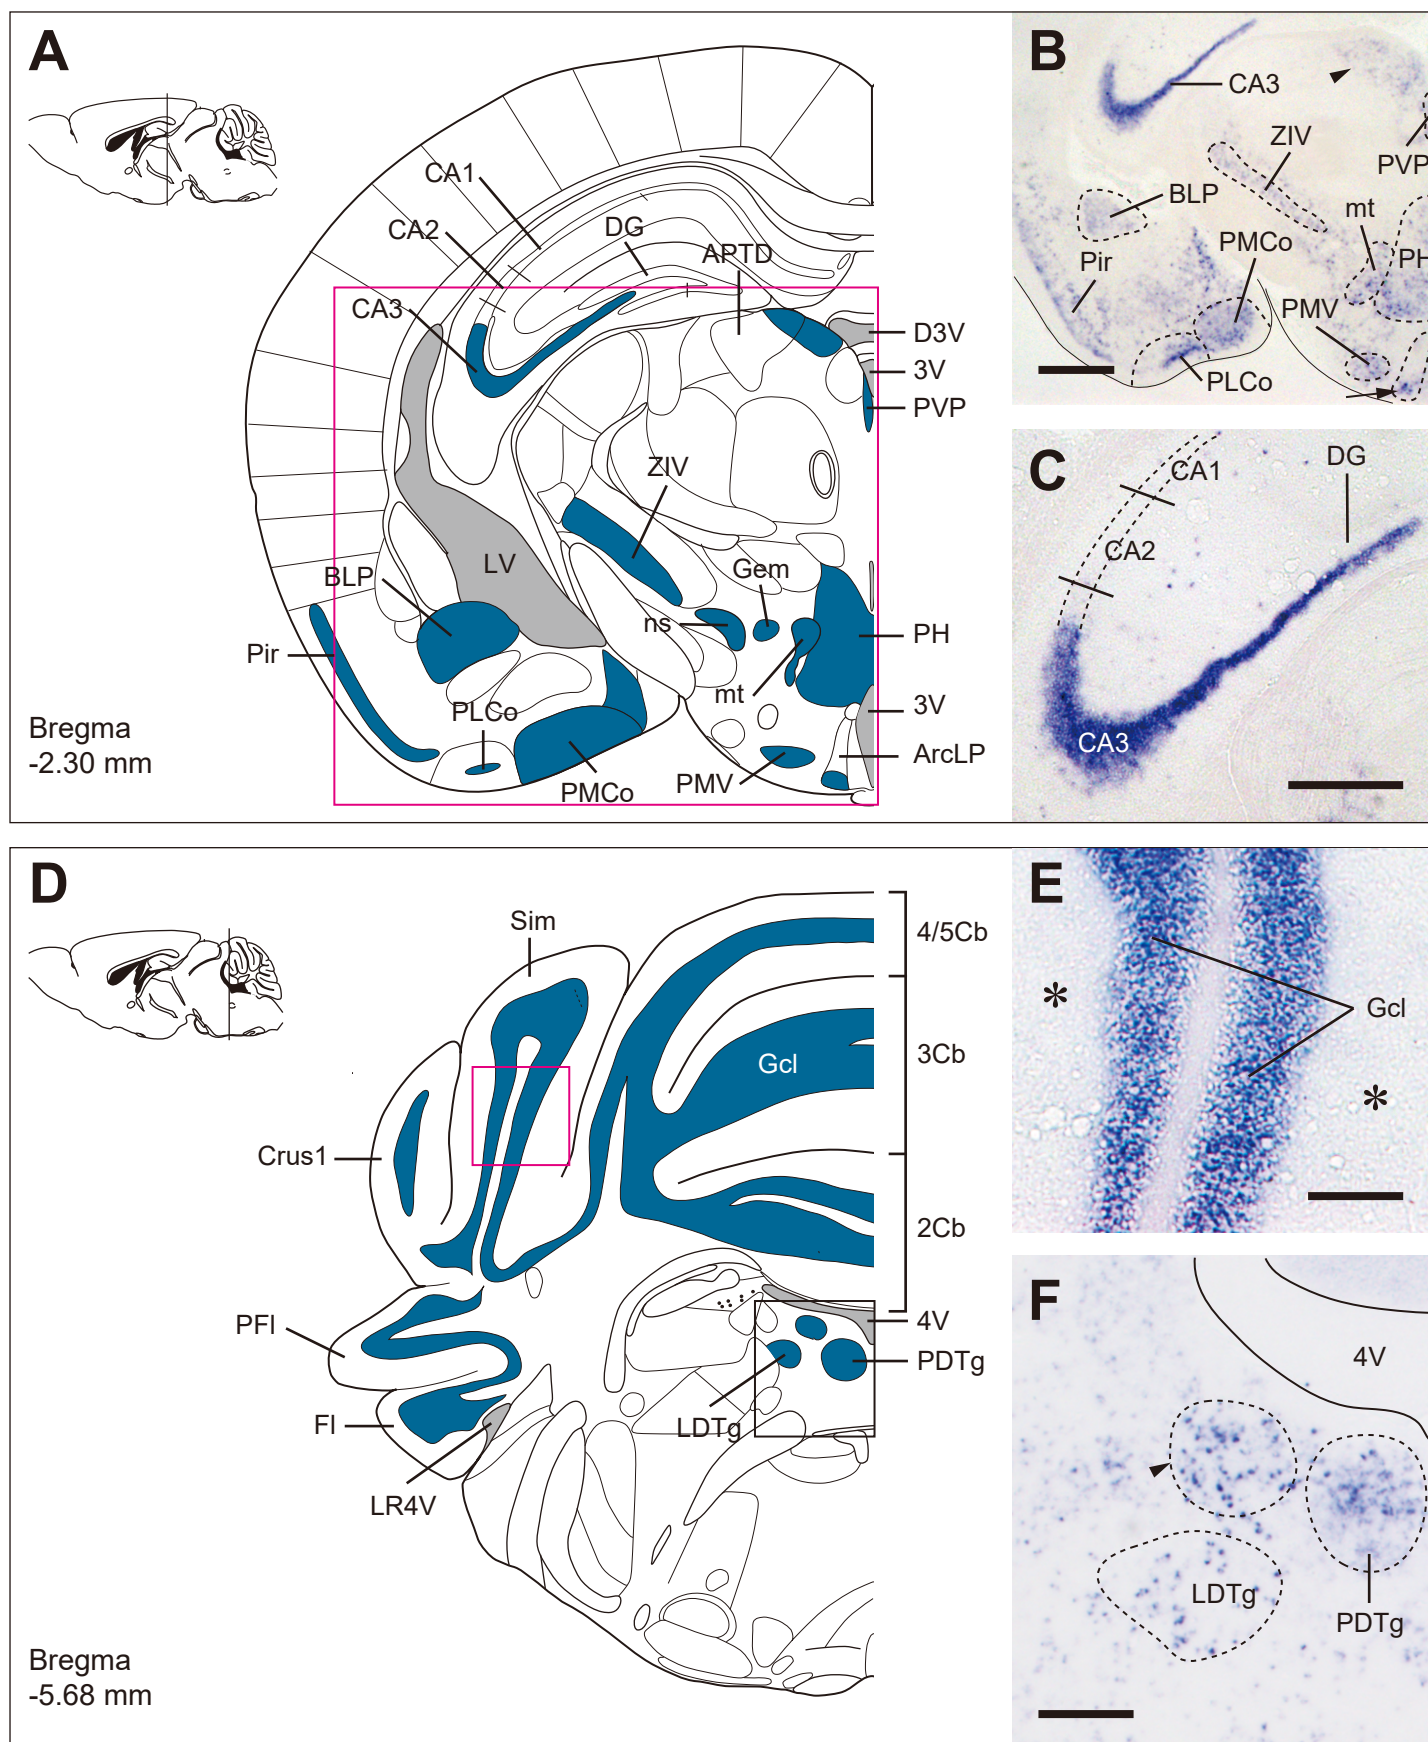 A
CA1
CA2
DG
APTD
CA3
D3V
3V
PVP
ZIV
LV
BLP
Gem
ns
PH
Pir
mt
PLCo
3V
ArcLP
PMV
PMCo
Bregma
-2.30 mm
B
CA3
ZIV
PVP
BLP
mt
PMCo
PH
Pir
PMV
PLCo
C
CA1
DG
CA2
CA3
D
Sim
4/5Cb
Gcl
3Cb
Crus1
2Cb
PFl
4V
PDTg
Fl
LDTg
LR4V
Bregma
-5.68 mm
E
*
Gcl
*
F
4V
LDTg
PDTg